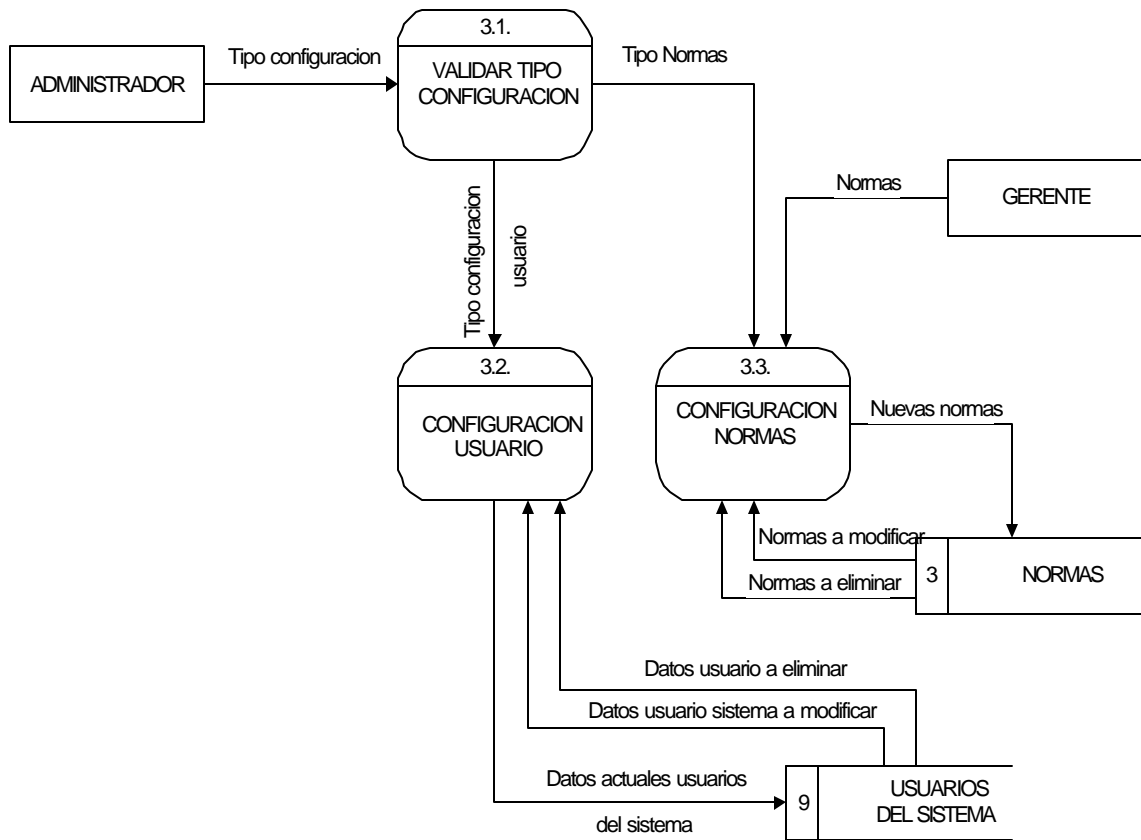 3.1.
Tipo configuracion
Tipo Normas
ADMINISTRADOR
VALIDAR TIPO
CONFIGURACION
Normas
GERENTE
Tipo configuracion
usuario
3.2.
3.3.
CONFIGURACION
USUARIO
CONFIGURACION
NORMAS
Nuevas normas
Normas a modificar
3
NORMAS
Normas a eliminar
Datos usuario a eliminar
Datos usuario sistema a modificar
Datos actuales usuarios
del sistema
9
USUARIOS
DEL SISTEMA